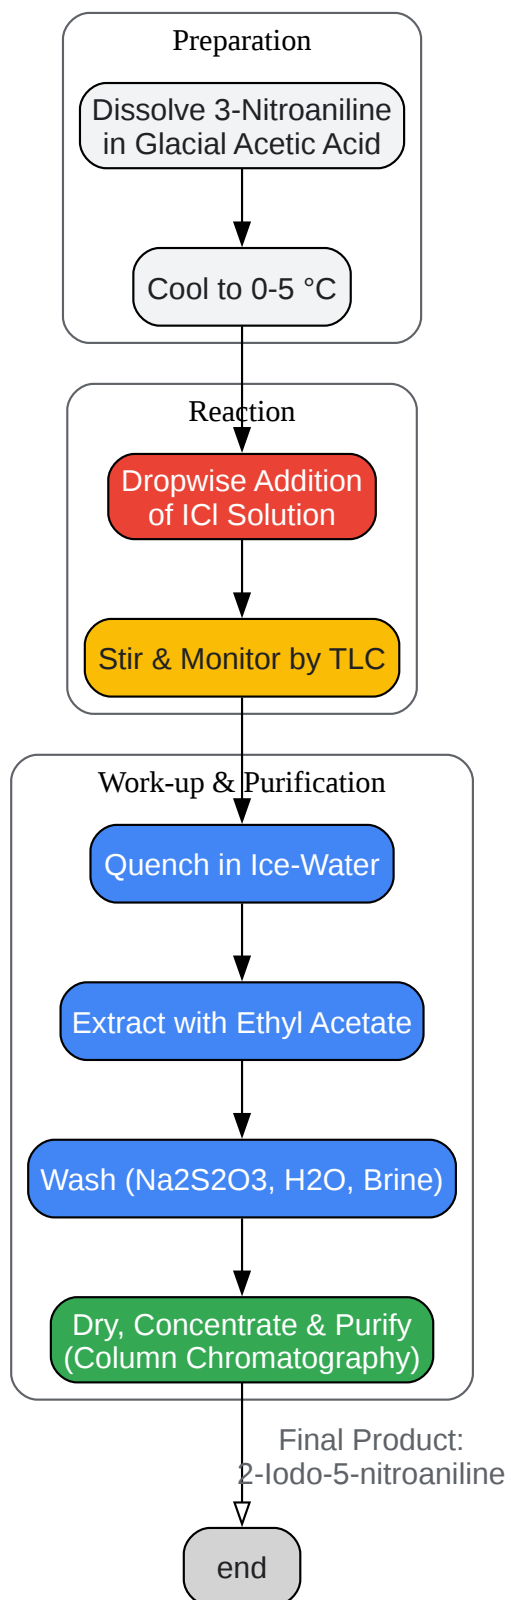 Preparation
Dissolve 3-Nitroaniline
in Glacial Acetic Acid
Cool to 0-5 °C
Reaction
Dropwise Addition
of ICl Solution
Stir & Monitor by TLC
Work-up & Purification
Quench in Ice-Water
Extract with Ethyl Acetate
Wash (Na2S2O3, H2O, Brine)
Dry, Concentrate & Purify
(Column Chromatography)
Final Product:
2-Iodo-5-nitroaniline
end